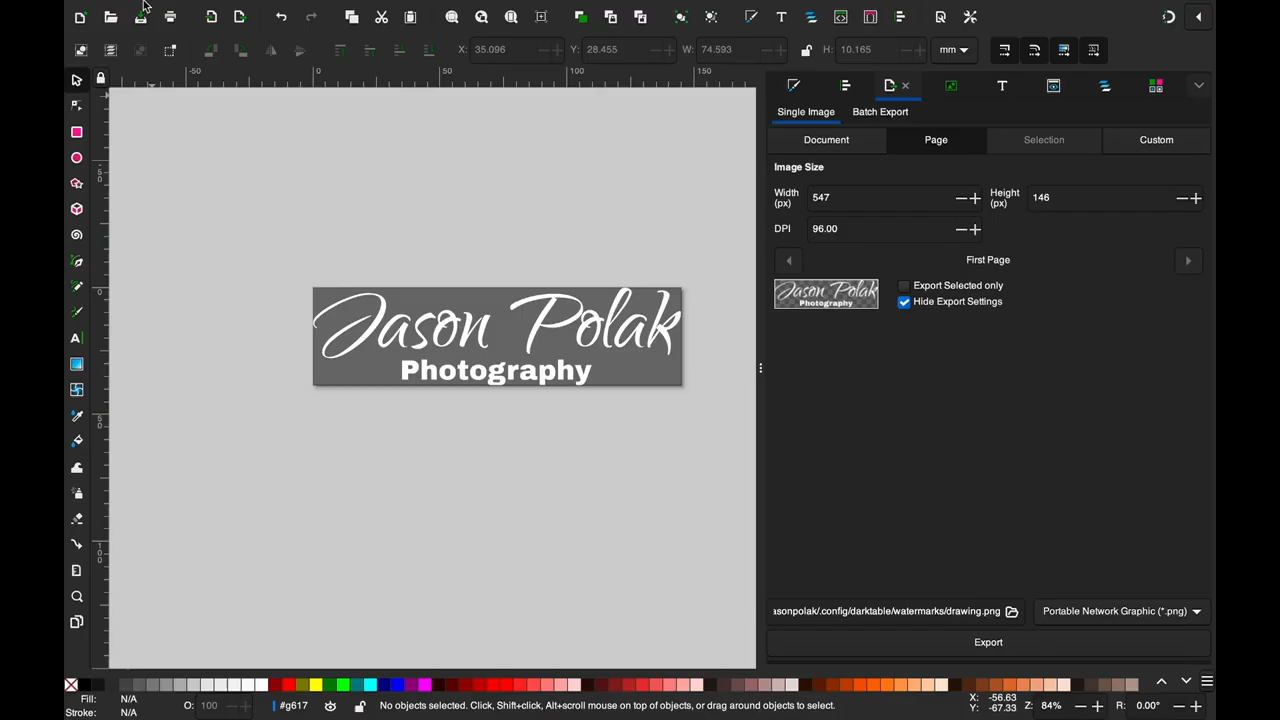 X: 35.096 Y: 28.455 W: 74.593 H: 10.165 mm
-50 0 50 100 150
Single Image Batch Export
Document Page Selection Custom
Image Size
Width (px) 547 Height (px) 146
DPI 96.00
First Page
Jason Polak
Photography
Export Selected only
Hide Export Settings
Jason Polak
Photography
asonpolak/.config/darktable/watermarks/drawing.png Portable Network Graphic (*.png)
Export
Fill: N/A
Stroke: N/A
O: 100
#g617
No objects selected. Click, Shift+click, Alt+scroll mouse on top of objects, or drag around objects to select.
X: -56.63
Y: -67.33
Z: 84% R: 0.00°